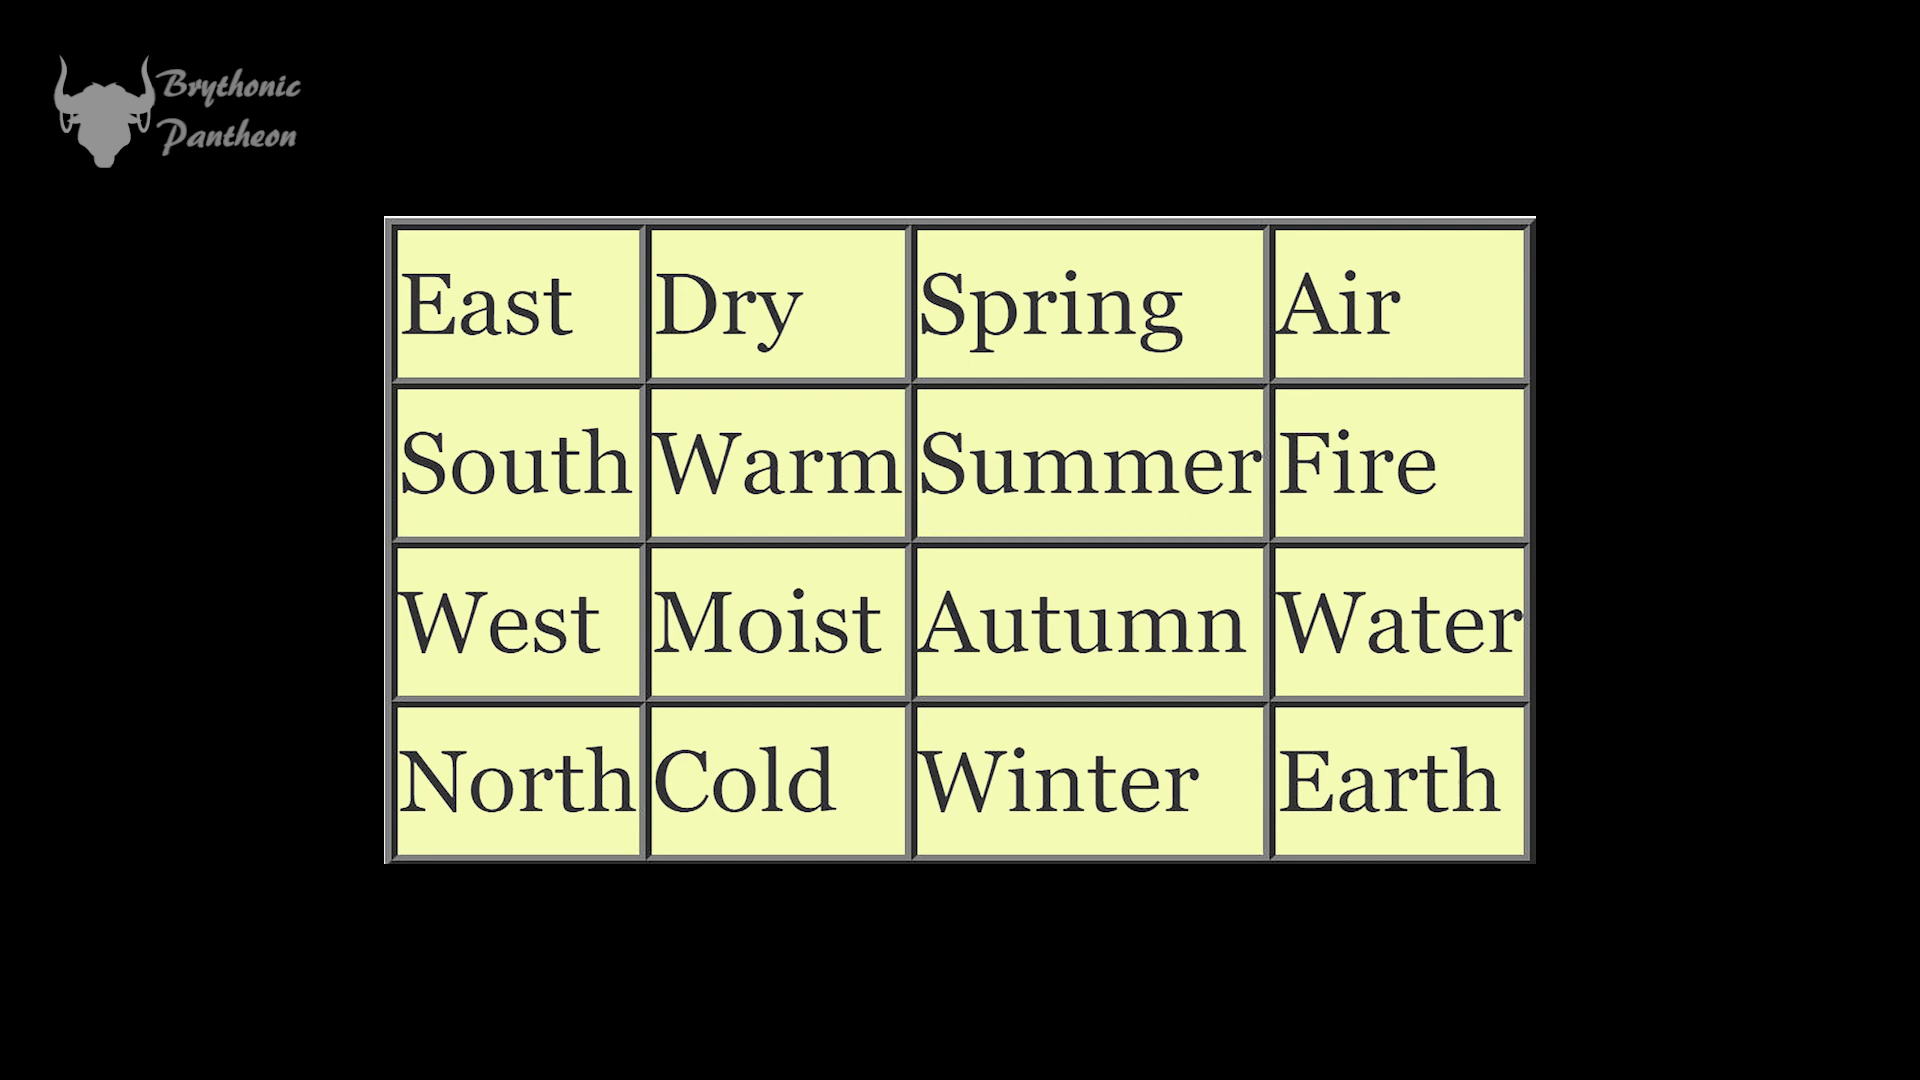 Brythonic
Pantheon
East Dry Spring Air
South Warm Summer Fire
West Moist Autumn Water
North Cold Winter Earth